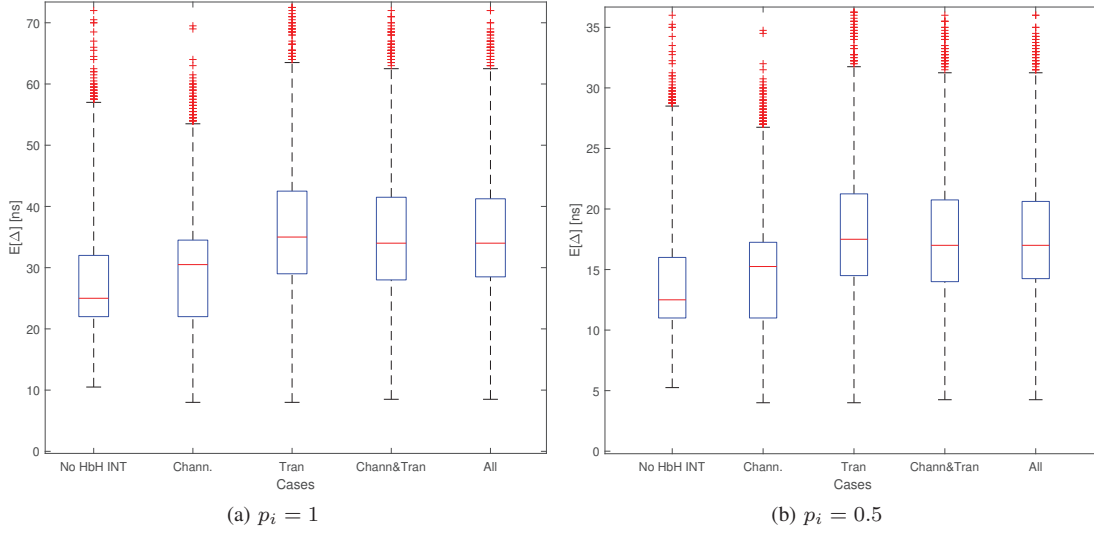 70
60
50
40
30
20
10
0
E[Δ] [ns]
No HbH INT Chann. Tran Chann&Tran All
Cases
(a) p_i = 1
35
30
25
20
15
10
5
0
E[Δ] [ns]
No HbH INT Chann. Tran Chann&Tran All
Cases
(b) p_i = 0.5